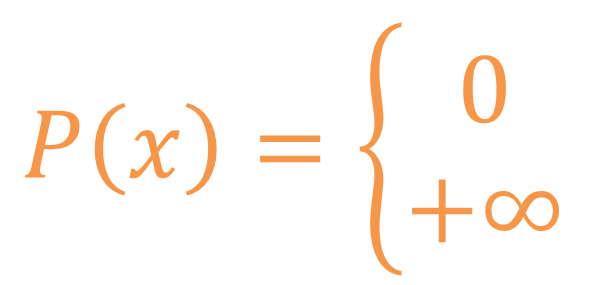 P(x) = {
0
+∞